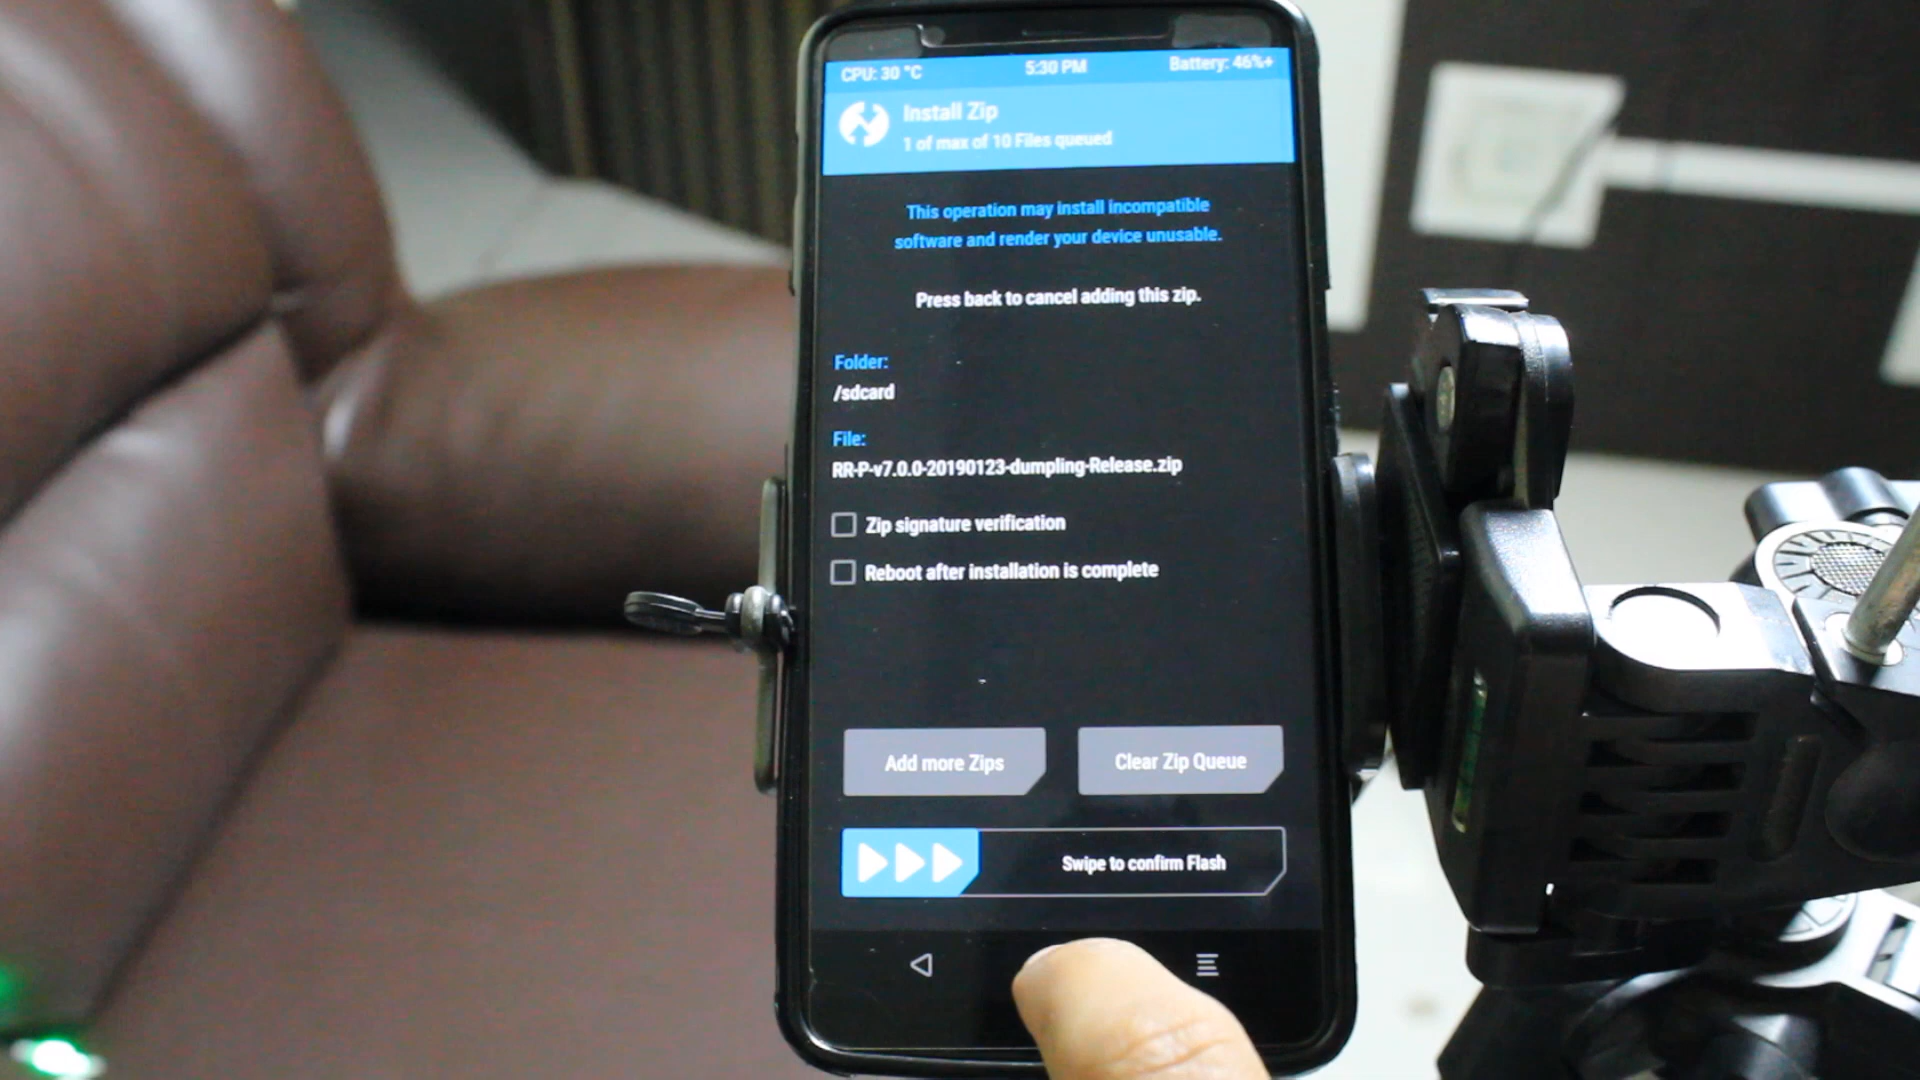 CPU: 30 °C 5:30 PM Battery: 46%+
Install Zip
1 of max of 10 Files queued
This operation may install incompatible
software and render your device unusable.
Press back to cancel adding this zip.
Folder:
/sdcard
File:
RR-P-v7.0.0-20190123-dumpling-Release.zip
Zip signature verification
Reboot after installation is complete
Add more Zips
Clear Zip Queue
Swipe to confirm Flash